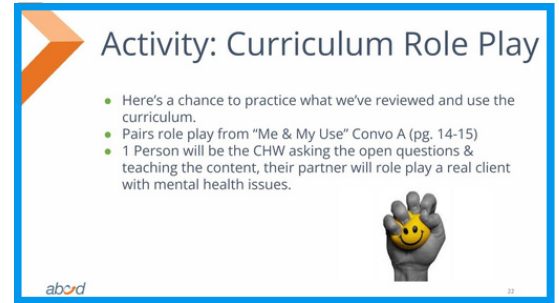 Activity: Curriculum Role Play
● Here's a chance to practice what we've reviewed and use the
curriculum.
● Pairs role play from “Me & My Use” Convo A (pg. 14-15)
● 1 Person will be the CHW asking the open questions &
teaching the content, their partner will role play a real client
with mental health issues.
22